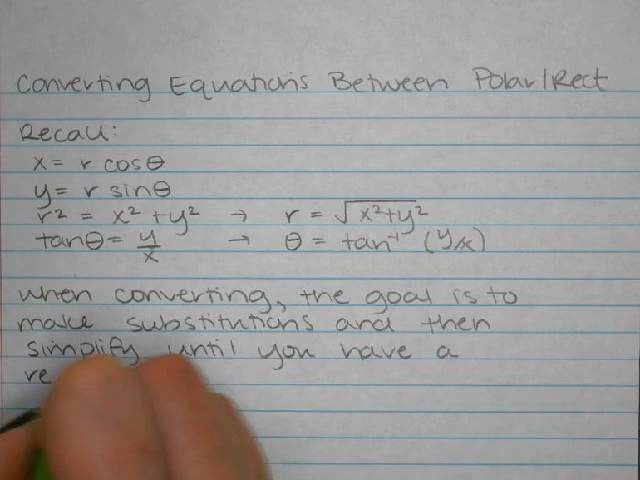 Converting Equations Between Polar/Rect
Recall:
x = r cosθ
y = r sinθ
r² = x² + y² → r = √x²+y²
tanθ = y/x → θ = tan⁻¹ (y/x)
when converting, the goal is to
make substitutions and then
simplify until you have a
re